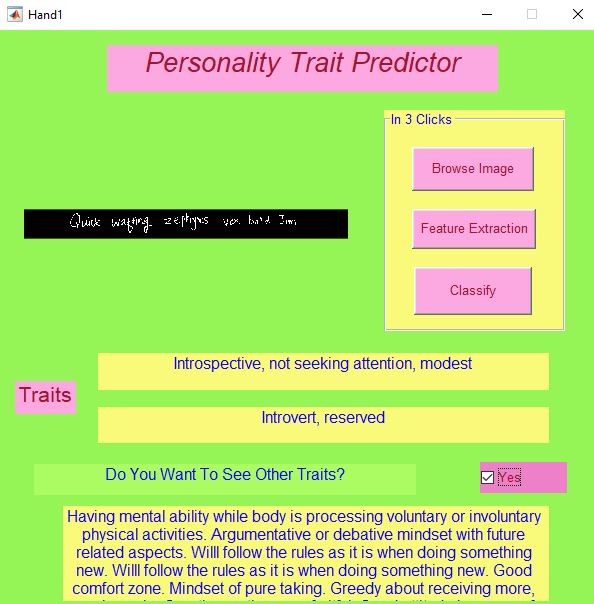 Hand1
Personality Trait Predictor
In 3 Clicks
Browse Image
Quick wafting zephyrs vex bold Jim
Feature Extraction
Classify
Introspective, not seeking attention, modest
Traits
Introvert, reserved
Do You Want To See Other Traits?
Yes
Having mental ability while body is processing voluntary or involuntary
physical activities. Argumentative or debative mindset with future
related aspects. Willl follow the rules as it is when doing something
new. Willl follow the rules as it is when doing something new. Good
comfort zone. Mindset of pure taking. Greedy about receiving more,